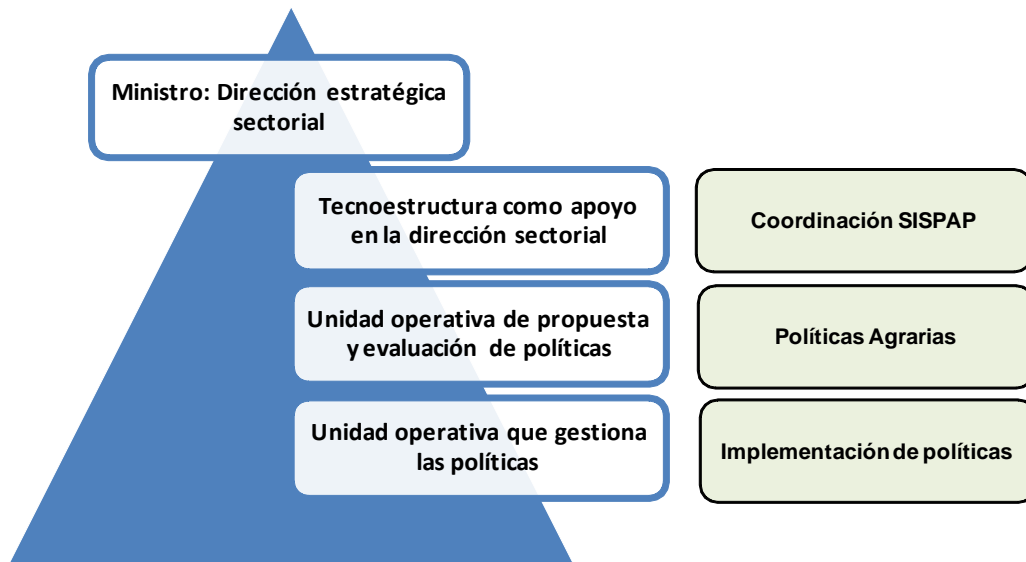 Ministro: Dirección estratégica
sectorial
Tecnoestructura como apoyo
en la dirección sectorial
Coordinación SISPAP
Unidad operativa de propuesta
y evaluación de políticas
Políticas Agrarias
Unidad operativa que gestiona
las políticas
Implementación de políticas